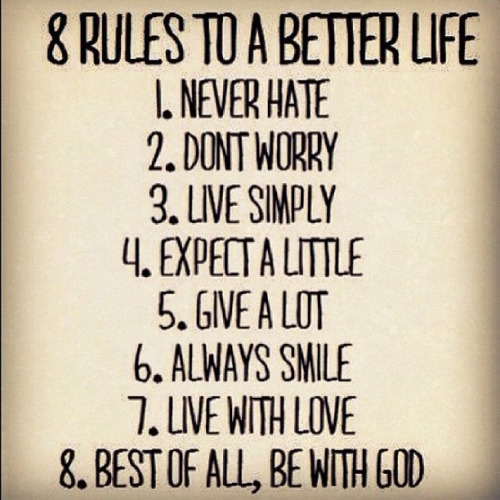 8 RULES TO A BETTER LIFE
1. NEVER HATE
2. DONT WORRY
3. LIVE SIMPLY
4. EXPECT A LITTLE
5. GIVE A LOT
6. ALWAYS SMILE
7. LIVE WITH LOVE
8. BEST OF ALL, BE WITH GOD